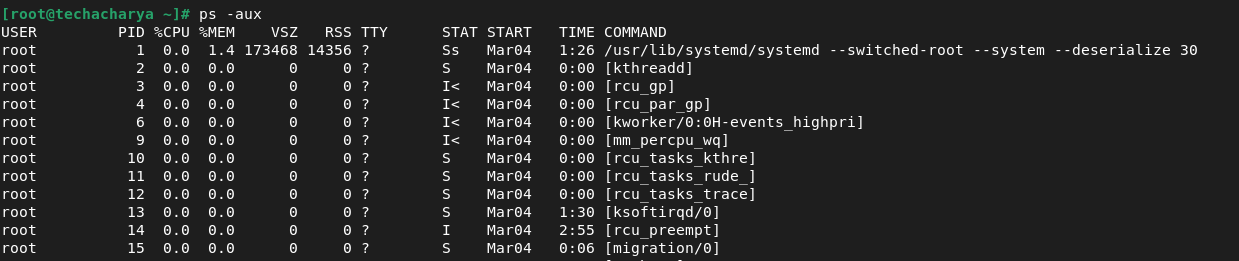 [root@techacharya ~]# ps -aux
USER         PID %CPU %MEM    VSZ   RSS TTY      STAT START   TIME COMMAND
root           1  0.0  1.4 173468 14356 ?        Ss   Mar04   1:26 /usr/lib/systemd/systemd --switched-root --system --deserialize 30
root           2  0.0  0.0      0     0 ?        S    Mar04   0:00 [kthreadd]
root           3  0.0  0.0      0     0 ?        I<   Mar04   0:00 [rcu_gp]
root           4  0.0  0.0      0     0 ?        I<   Mar04   0:00 [rcu_par_gp]
root           6  0.0  0.0      0     0 ?        I<   Mar04   0:00 [kworker/0:0H-events_highpri]
root           9  0.0  0.0      0     0 ?        I<   Mar04   0:00 [mm_percpu_wq]
root          10  0.0  0.0      0     0 ?        S    Mar04   0:00 [rcu_tasks_kthre]
root          11  0.0  0.0      0     0 ?        S    Mar04   0:00 [rcu_tasks_rude_]
root          12  0.0  0.0      0     0 ?        S    Mar04   0:00 [rcu_tasks_trace]
root          13  0.0  0.0      0     0 ?        S    Mar04   1:30 [ksoftirqd/0]
root          14  0.0  0.0      0     0 ?        I    Mar04   2:55 [rcu_preempt]
root          15  0.0  0.0      0     0 ?        S    Mar04   0:06 [migration/0]